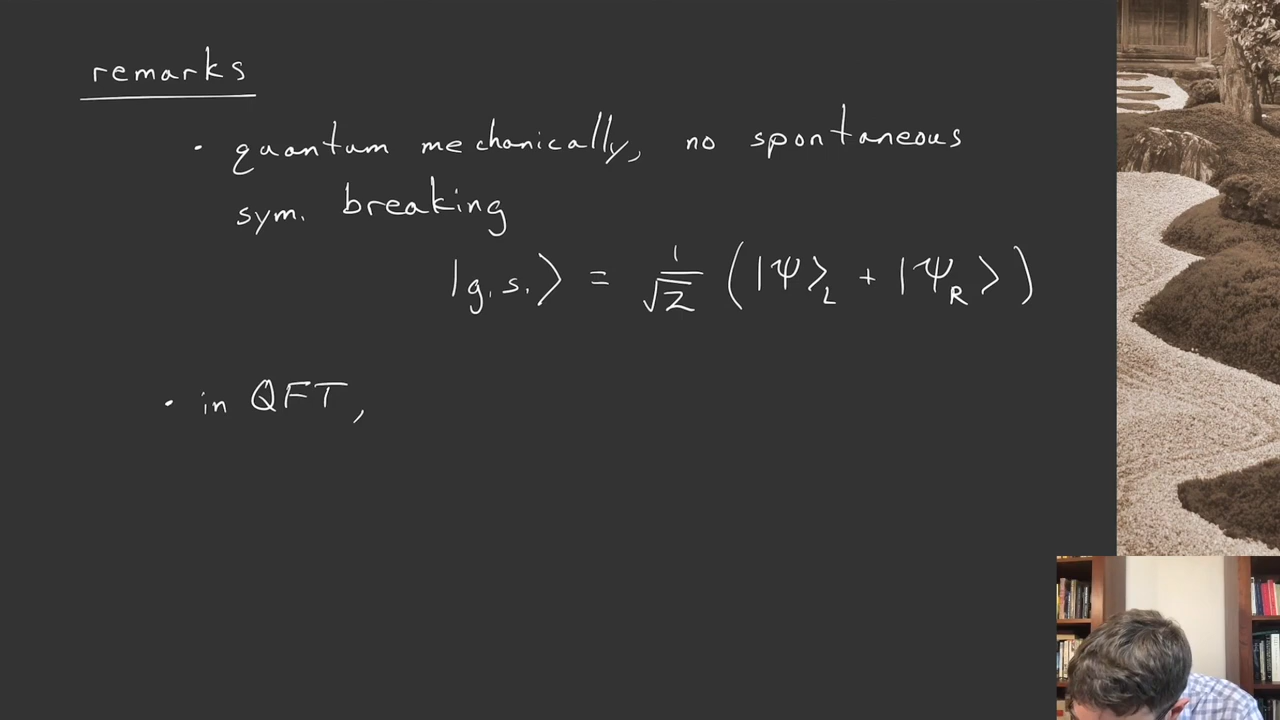 remarks
• quantum mechanically, no spontaneous
sym. breaking
|g.s.⟩ = 1/√2 (|Ψ⟩_L + |Ψ_R⟩)
• in QFT,